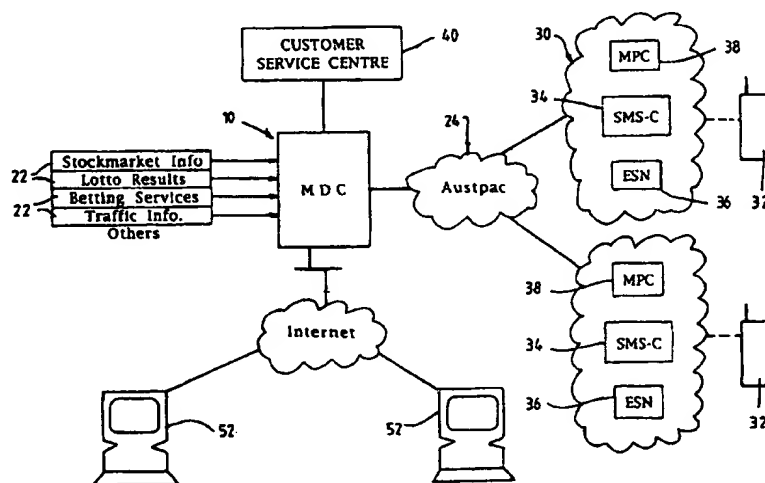 CUSTOMER
SERVICE CENTRE
40
30
MPC
38
34
SMS-C
10
24
22
Stockmarket Info
Lotto Results
22
Betting Services
Traffic Info.
Others
M D C
Austpac
ESN
36
32
38
MPC
34
SMS-C
36
ESN
32
Internet
52
52